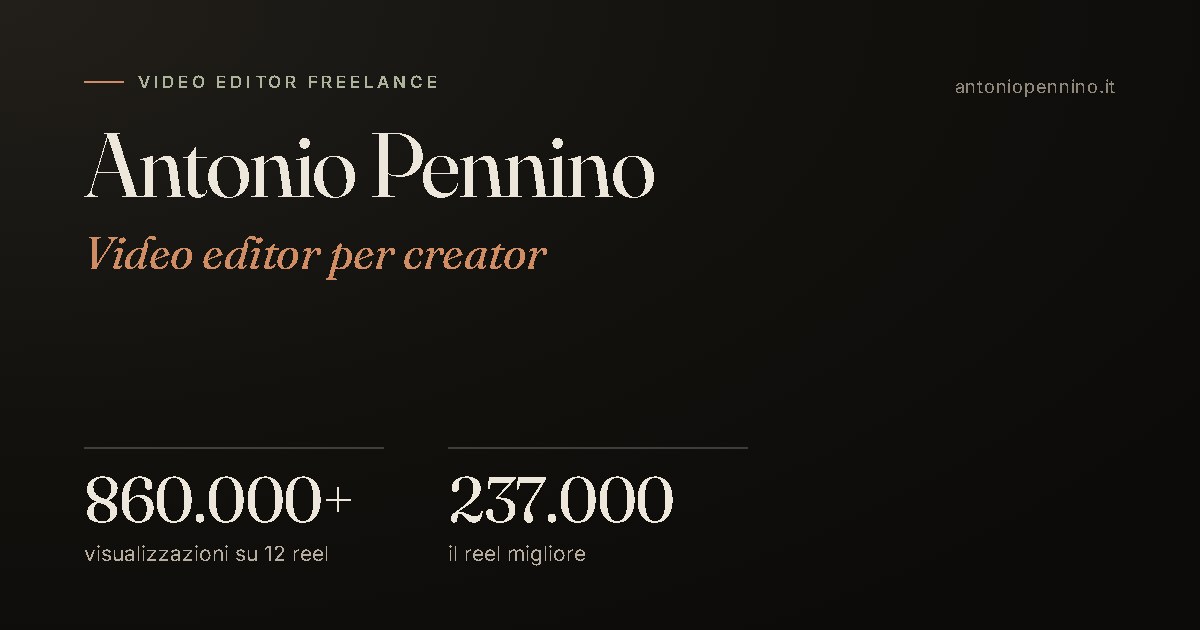 VIDEO EDITOR FREELANCE
antoniopennino.it
Antonio Pennino
Video editor per creator
860.000+
visualizzazioni su 12 reel
237.000
il reel migliore